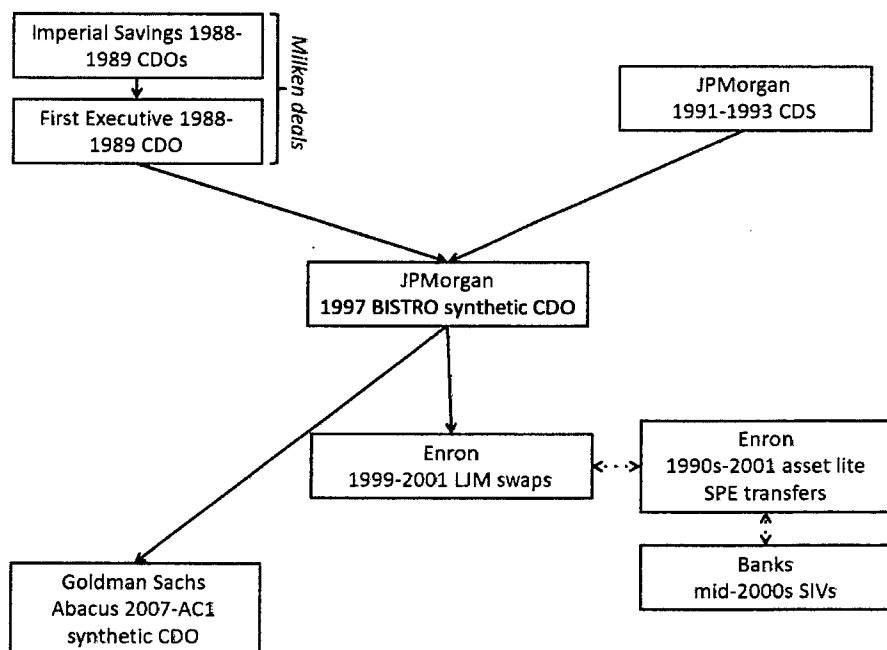 Imperial Savings 1988-
1989 CDOs
First Executive 1988-
1989 CDO
Milken deals
JPMorgan
1991-1993 CDS
JPMorgan
1997 BISTRO synthetic CDO
Enron
1999-2001 LJM swaps
Enron
1990s-2001 asset lite
SPE transfers
Banks
mid-2000s SIVs
Goldman Sachs
Abacus 2007-AC1
synthetic CDO